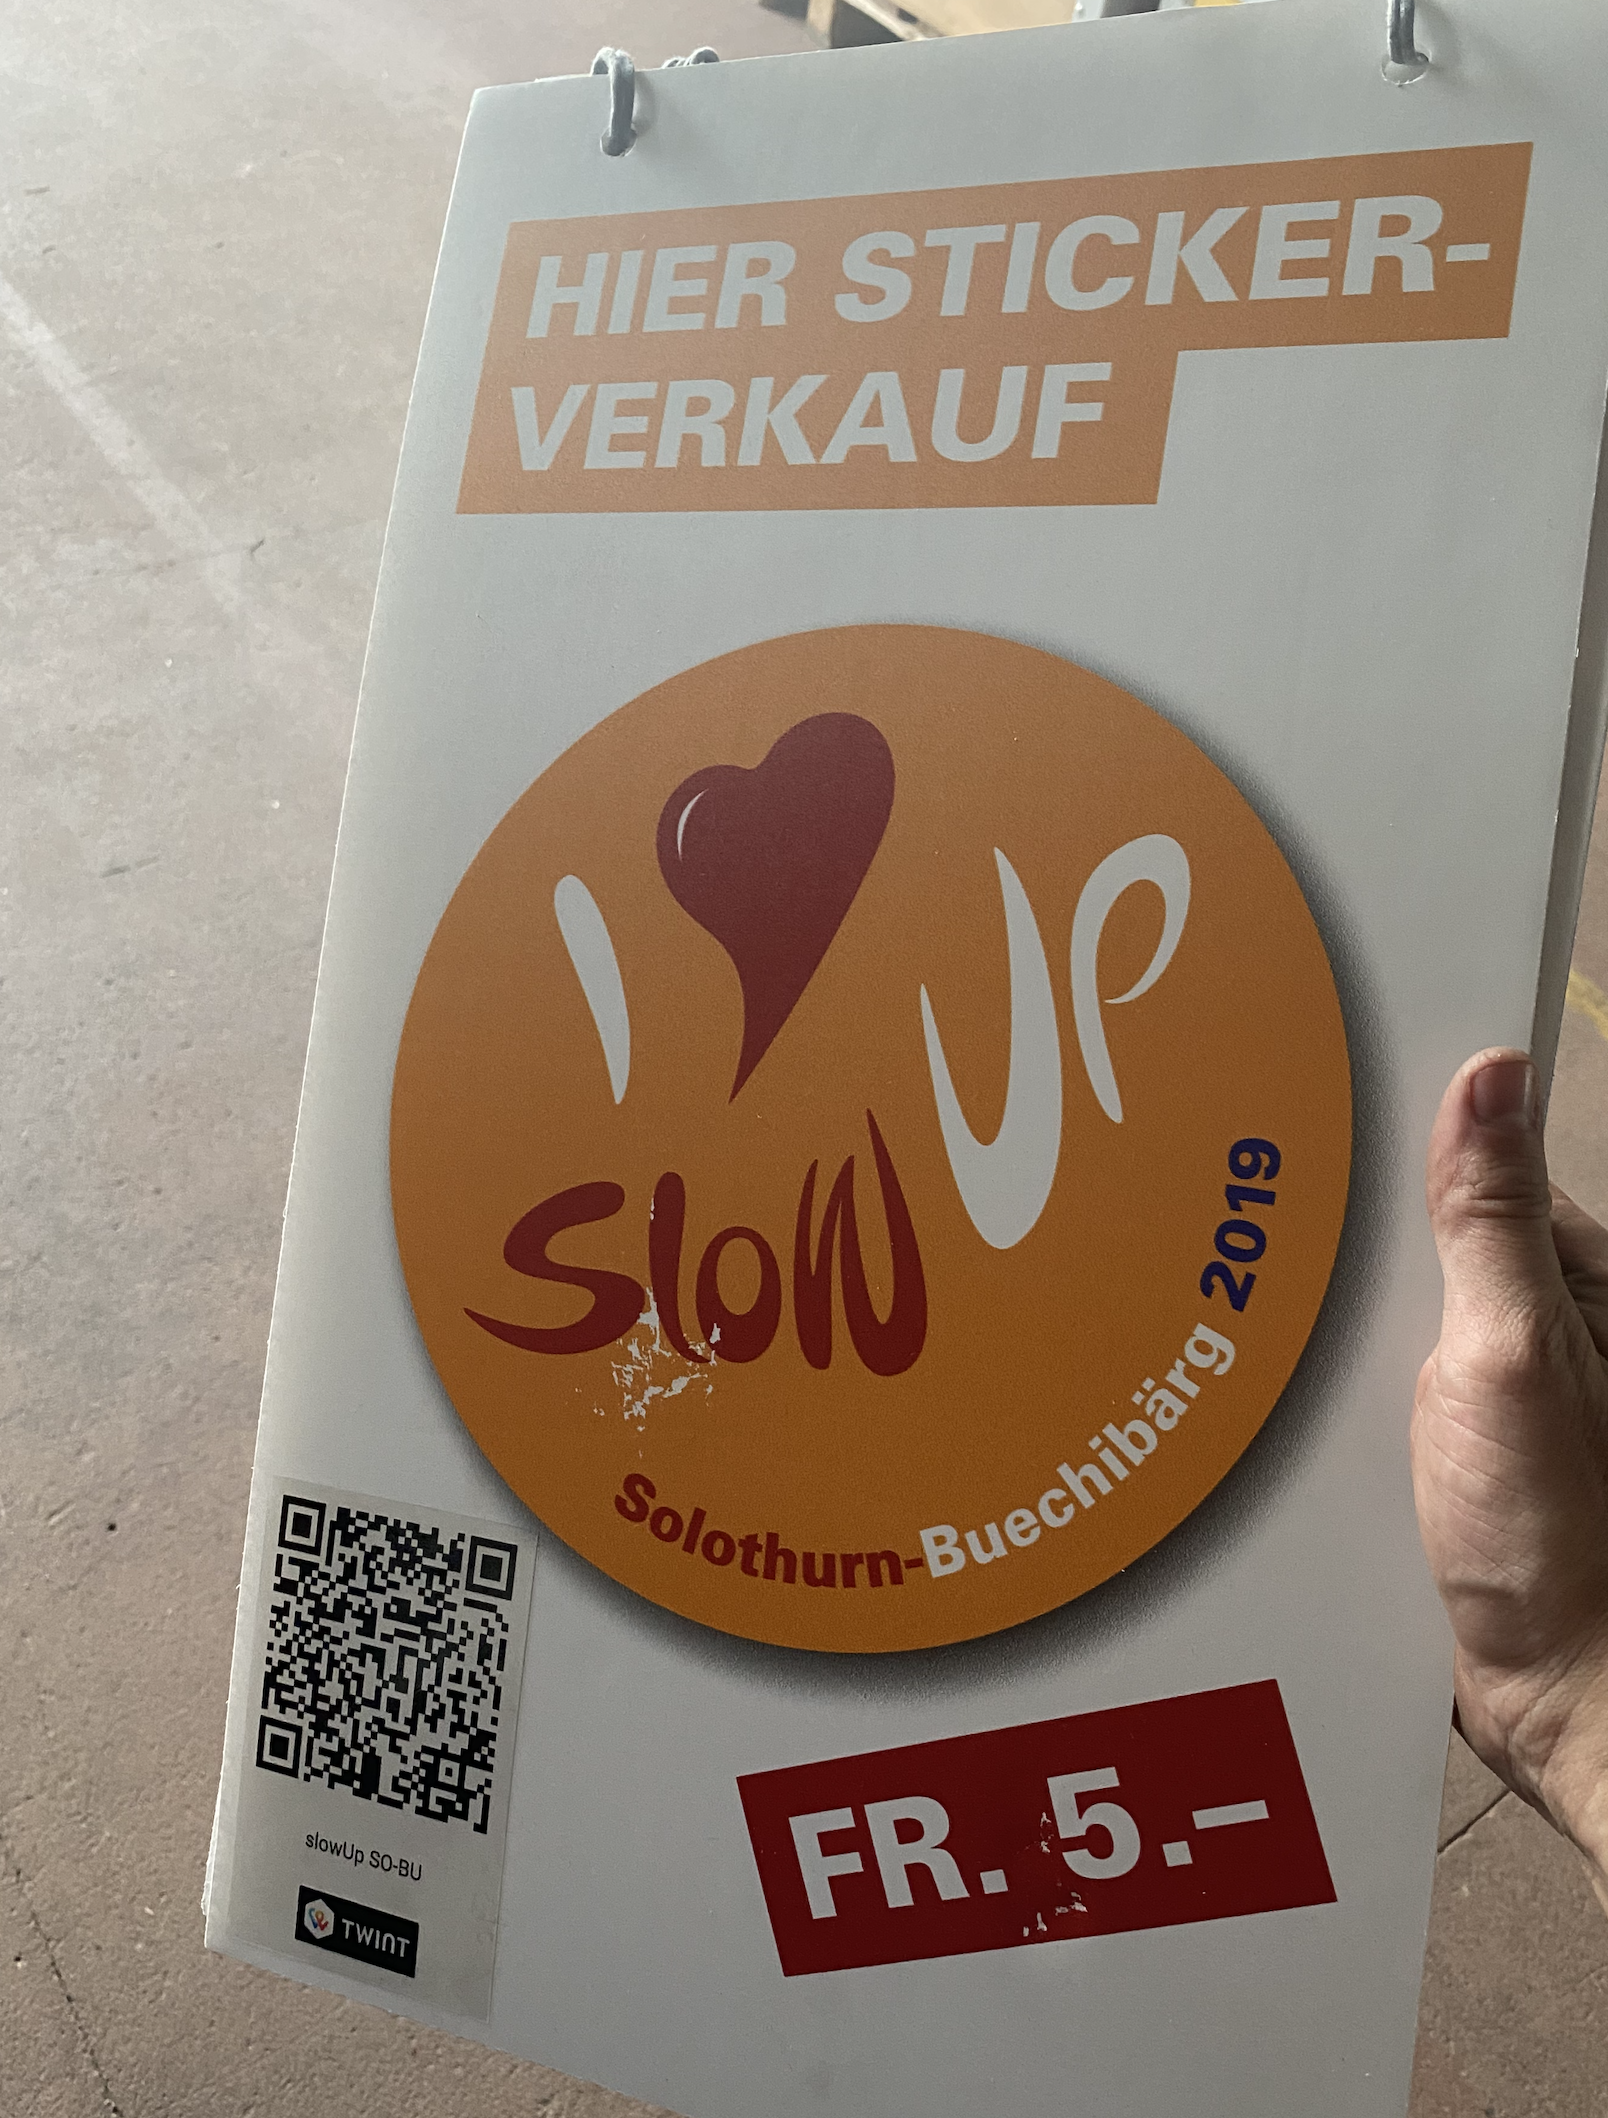 HIER STICKER-
VERKAUF
I
SLOW UP
Solothurn-Buechibärg 2019
FR. 5.–
slowUp SO-BU
TWINT